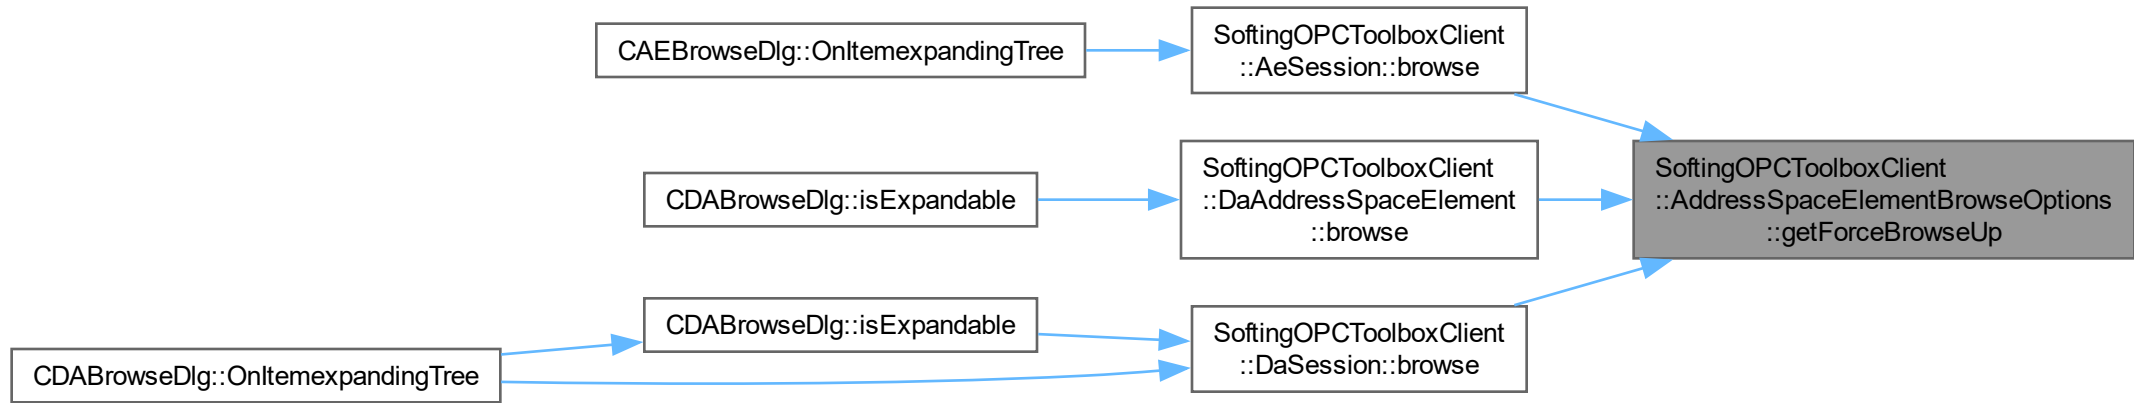 CAEBrowseDlg::OnItemexpandingTree
SoftingOPCToolboxClient
::AeSession::browse
CDABrowseDlg::isExpandable
SoftingOPCToolboxClient
::DaAddressSpaceElement
::browse
SoftingOPCToolboxClient
::AddressSpaceElementBrowseOptions
::getForceBrowseUp
CDABrowseDlg::OnItemexpandingTree
CDABrowseDlg::isExpandable
SoftingOPCToolboxClient
::DaSession::browse